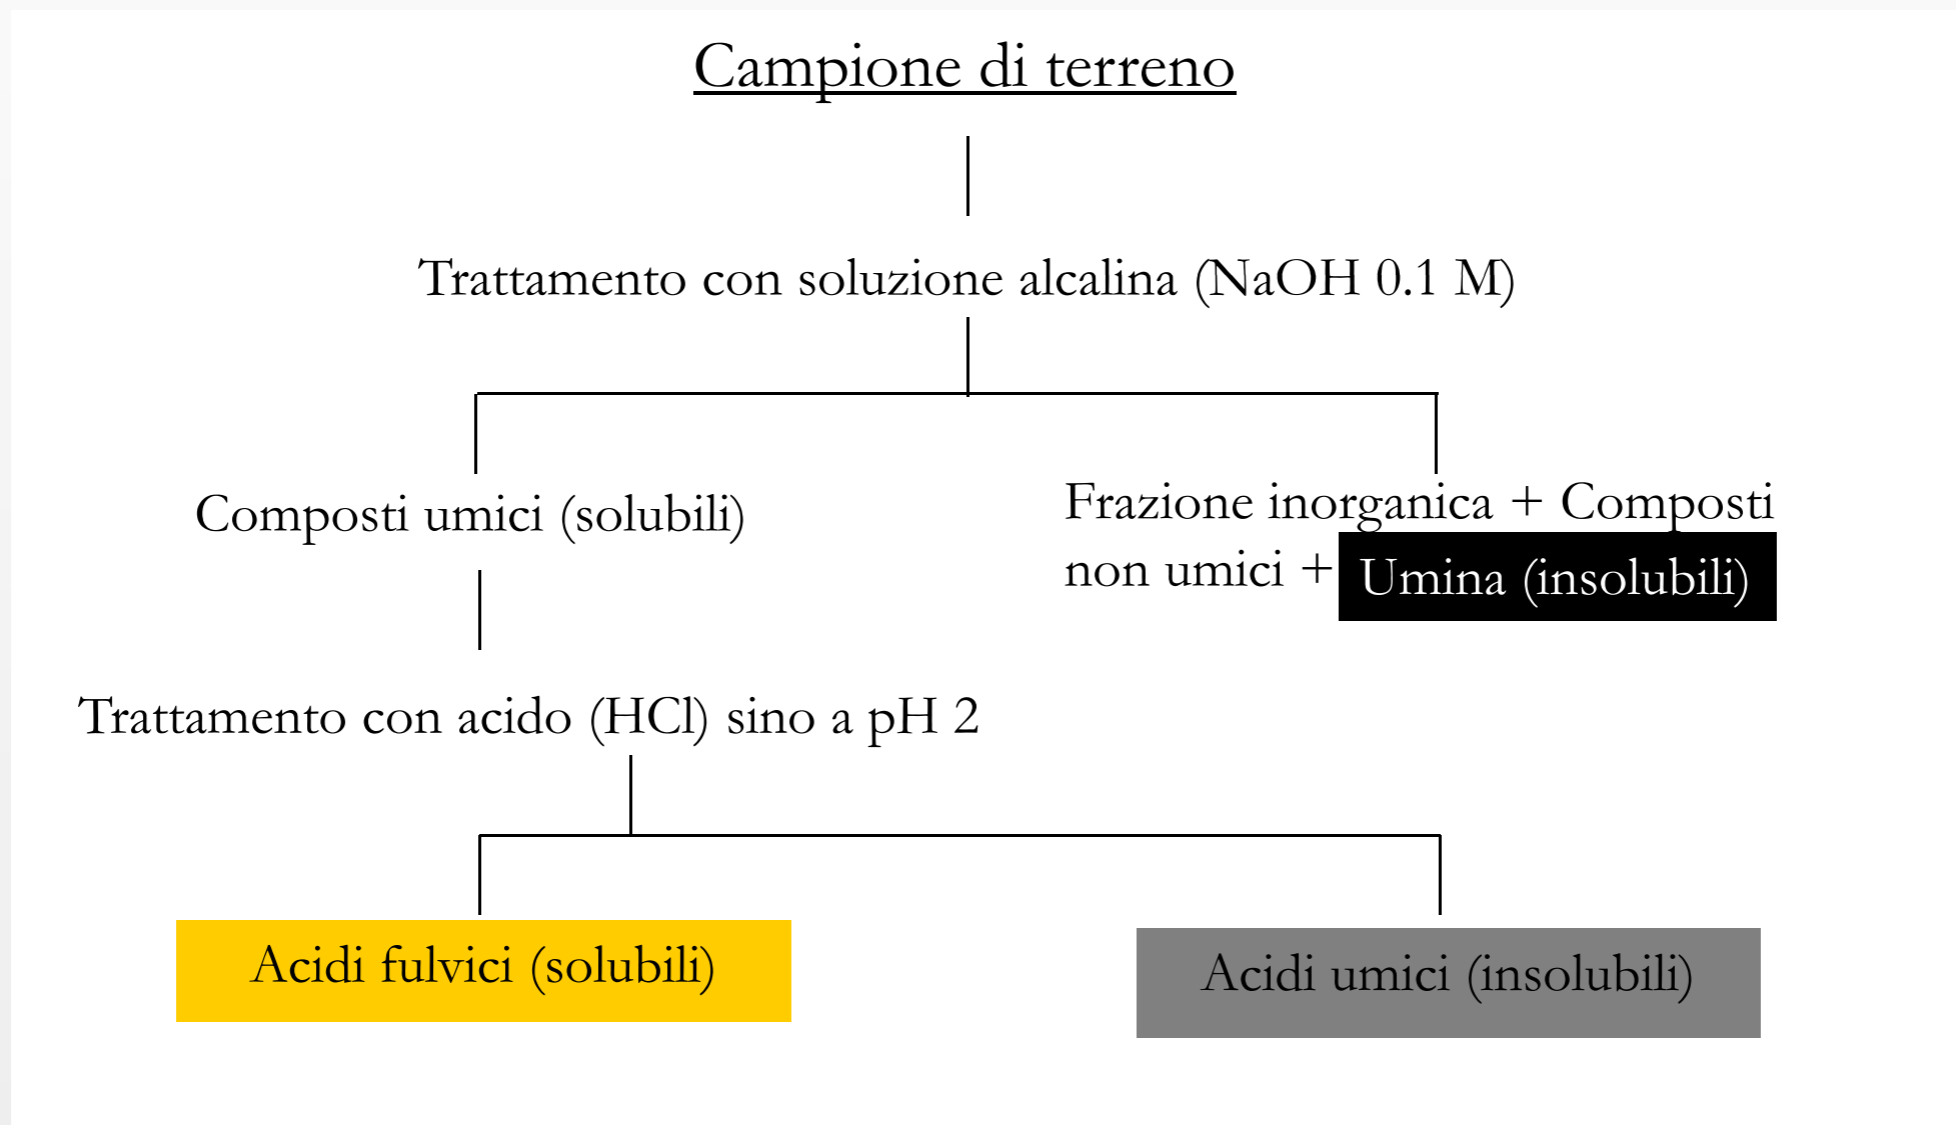 Campione di terreno
Trattamento con soluzione alcalina (NaOH 0.1 M)
Composti umici (solubili)
Frazione inorganica + Composti
non umici + Umina (insolubili)
Trattamento con acido (HCl) sino a pH 2
Acidi fulvici (solubili)
Acidi umici (insolubili)